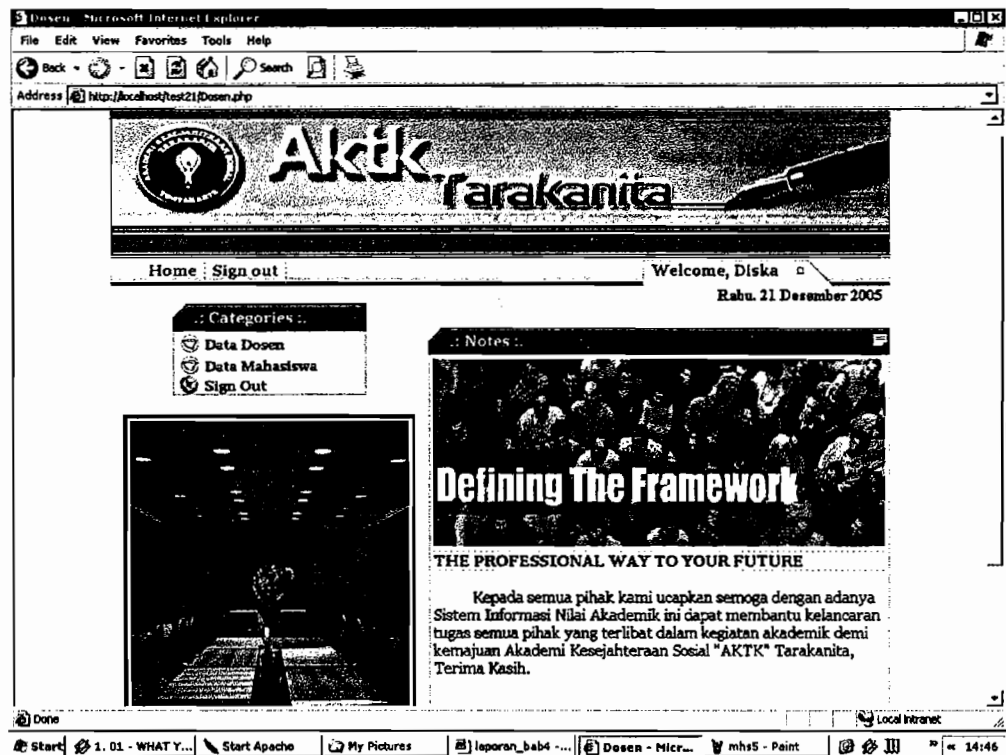 Dosen - Microsoft Internet Explorer
File Edit View Favorites Tools Help
Back Search
Address http://localhost/test21/Dosen.php
Aktk
Tarakanita
Home Sign out Welcome, Diska
Rabu. 21 Desember 2005
.: Categories :.
Data Dosen
Data Mahasiswa
Sign Out
.: Notes :.
Defining The Framework
THE PROFESSIONAL WAY TO YOUR FUTURE
Kepada semua pihak kami ucapkan semoga dengan adanya
Sistem Informasi Nilai Akademik ini dapat membantu kelancaran
tugas semua pihak yang terlibat dalam kegiatan akademik demi
kemajuan Akademi Kesejahteraan Sosial "AKTK" Tarakanita,
Terima Kasih.
Done Local intranet
Start 1. 01 - WHAT Y... Start Apache My Pictures laporan_bab4 -... Dosen - Micr... mhs5 - Paint 14:46